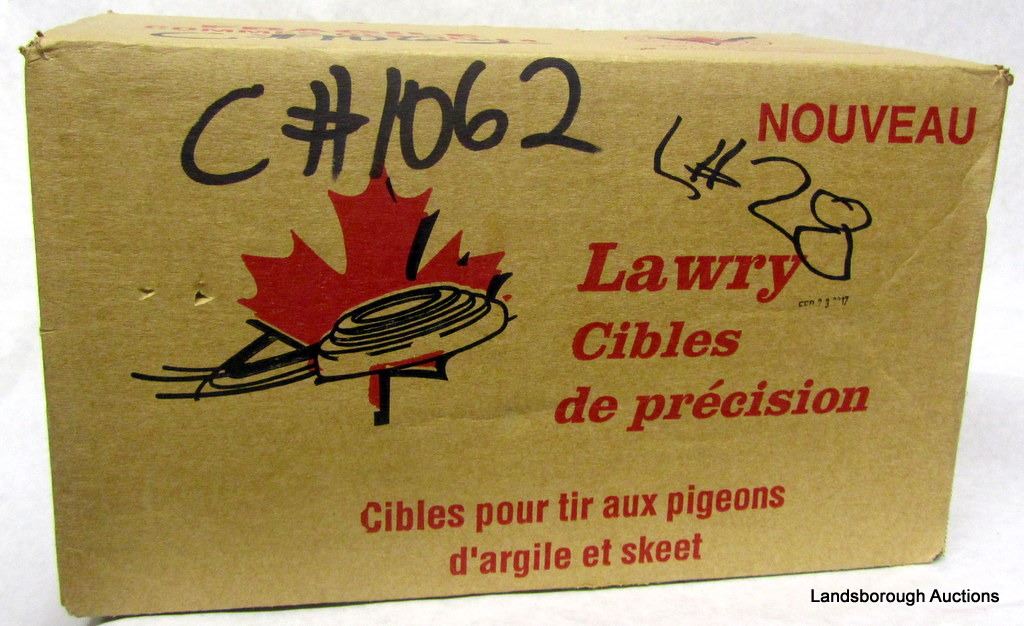 C#1062
NOUVEAU
L#28
Lawry
Cibles
de précision
Cibles pour tir aux pigeons
d'argile et skeet
Landsborough Auctions